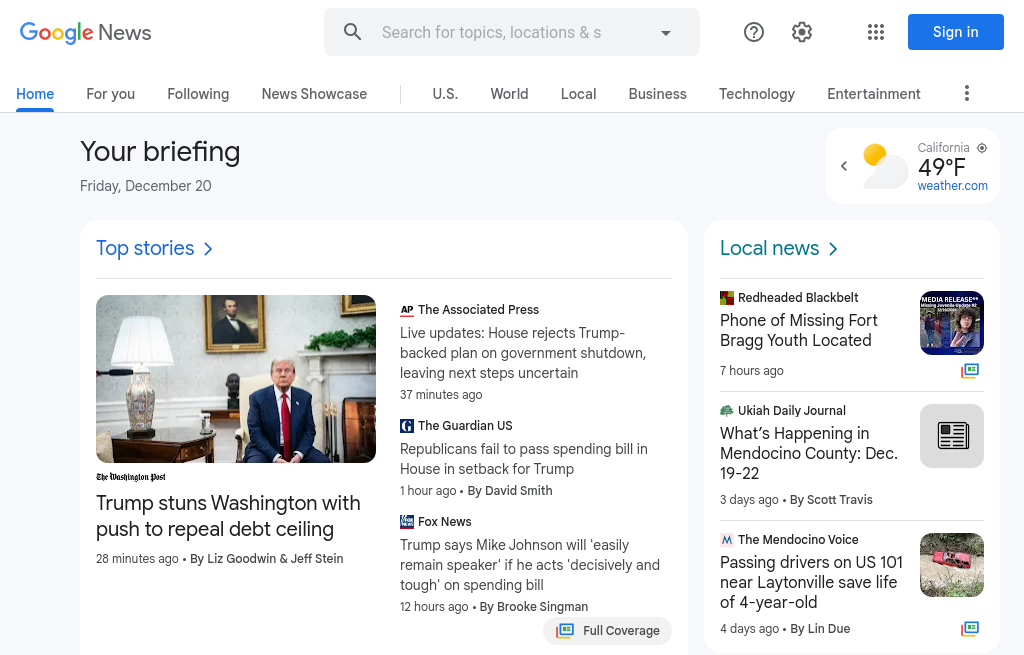 Google News
Search for topics, locations & s
Sign in
Home
For you
Following
News Showcase
U.S.
World
Local
Business
Technology
Entertainment
Your briefing
Friday, December 20
California
49°F
weather.com
Top stories
The Washington Post
Trump stuns Washington with
push to repeal debt ceiling
28 minutes ago • By Liz Goodwin & Jeff Stein
AP The Associated Press
Live updates: House rejects Trump-
backed plan on government shutdown,
leaving next steps uncertain
37 minutes ago
G The Guardian US
Republicans fail to pass spending bill in
House in setback for Trump
1 hour ago • By David Smith
Fox News
Trump says Mike Johnson will 'easily
remain speaker' if he acts 'decisively and
tough' on spending bill
12 hours ago • By Brooke Singman
Full Coverage
Local news
Redheaded Blackbelt
Phone of Missing Fort
Bragg Youth Located
7 hours ago
MEDIA RELEASE**
Missing Juvenile Update #2
Ukiah Daily Journal
What's Happening in
Mendocino County: Dec.
19-22
3 days ago • By Scott Travis
M The Mendocino Voice
Passing drivers on US 101
near Laytonville save life
of 4-year-old
4 days ago • By Lin Due